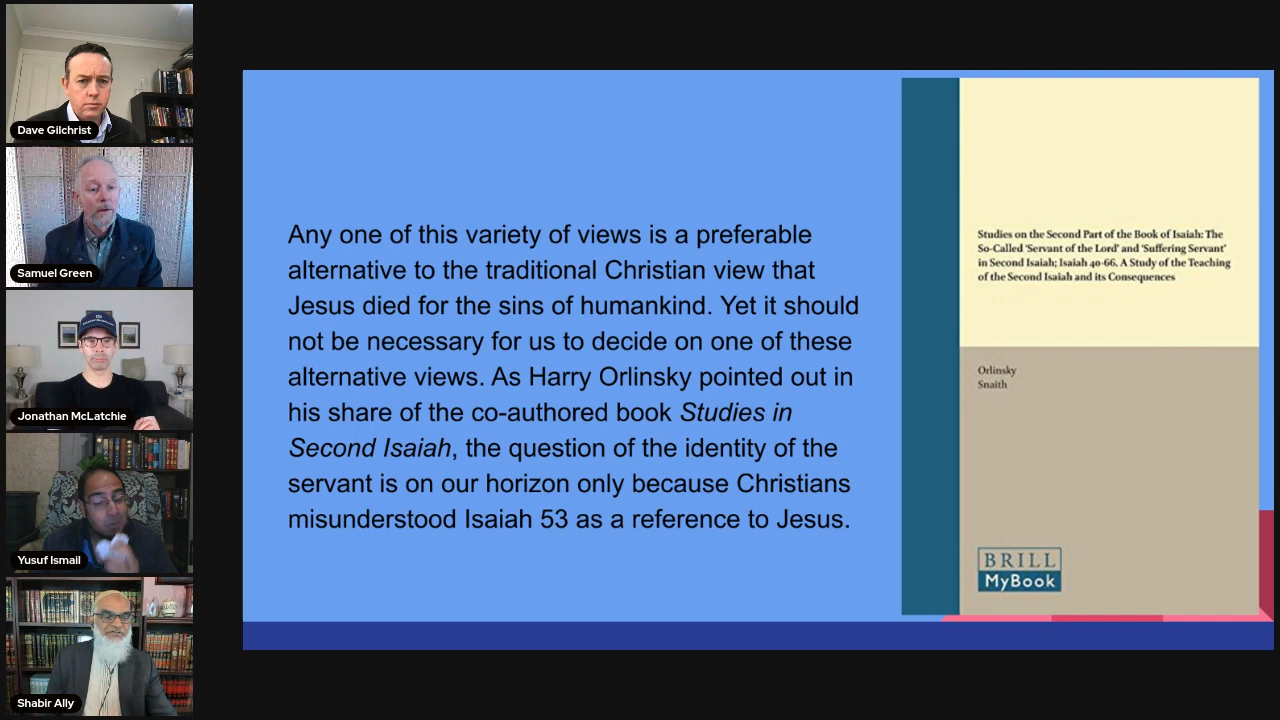 Dave Gilchrist
Samuel Green
Jonathan McLatchie
Yusuf Ismail
Shabir Ally
Any one of this variety of views is a preferable
alternative to the traditional Christian view that
Jesus died for the sins of humankind. Yet it should
not be necessary for us to decide on one of these
alternative views. As Harry Orlinsky pointed out in
his share of the co-authored book Studies in
Second Isaiah, the question of the identity of the
servant is on our horizon only because Christians
misunderstood Isaiah 53 as a reference to Jesus.
Studies on the Second Part of the Book of Isaiah: The
So-Called 'Servant of the Lord' and 'Suffering Servant'
in Second Isaiah; Isaiah 40-66. A Study of the Teaching
of the Second Isaiah and its Consequences
Orlinsky
Snaith
BRILL
MyBook